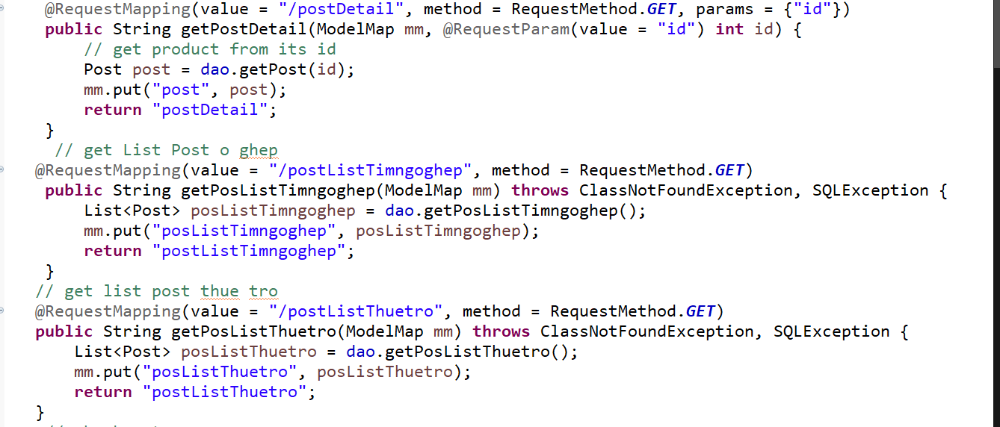 @RequestMapping(value = "/postDetail", method = RequestMethod.GET, params = {"id"})
public String getPostDetail(ModelMap mm, @RequestParam(value = "id") int id) {
// get product from its id
Post post = dao.getPost(id);
mm.put("post", post);
return "postDetail";
}
// get List Post o ghep
@RequestMapping(value = "/postListTimngoghep", method = RequestMethod.GET)
public String getPosListTimngoghep(ModelMap mm) throws ClassNotFoundException, SQLException {
List<Post> posListTimngoghep = dao.getPosListTimngoghep();
mm.put("posListTimngoghep", posListTimngoghep);
return "postListTimngoghep";
}
// get list post thue tro
@RequestMapping(value = "/postListThuetro", method = RequestMethod.GET)
public String getPosListThuetro(ModelMap mm) throws ClassNotFoundException, SQLException {
List<Post> posListThuetro = dao.getPosListThuetro();
mm.put("posListThuetro", posListThuetro);
return "postListThuetro";
}